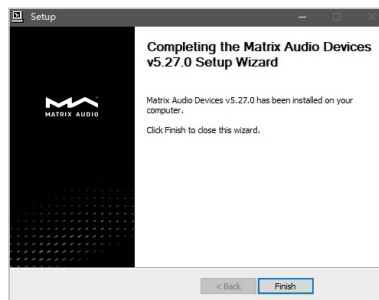 Setup
Completing the Matrix Audio Devices
v5.27.0 Setup Wizard
MATRIX AUDIO
Matrix Audio Devices v5.27.0 has been installed on your
computer.
Click Finish to close this wizard.
< Back
Finish